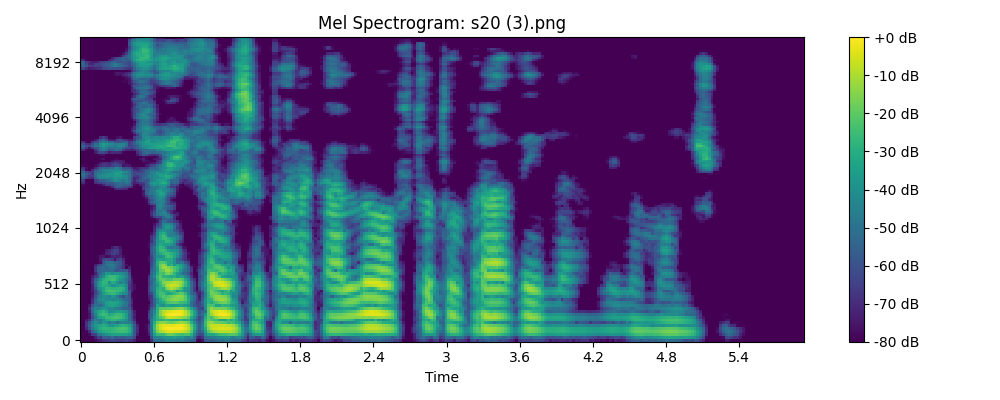 Mel Spectrogram: s20 (3).png
8192
4096
2048
1024
512
0
Hz
0 0.6 1.2 1.8 2.4 3 3.6 4.2 4.8 5.4
Time
+0 dB
-10 dB
-20 dB
-30 dB
-40 dB
-50 dB
-60 dB
-70 dB
-80 dB